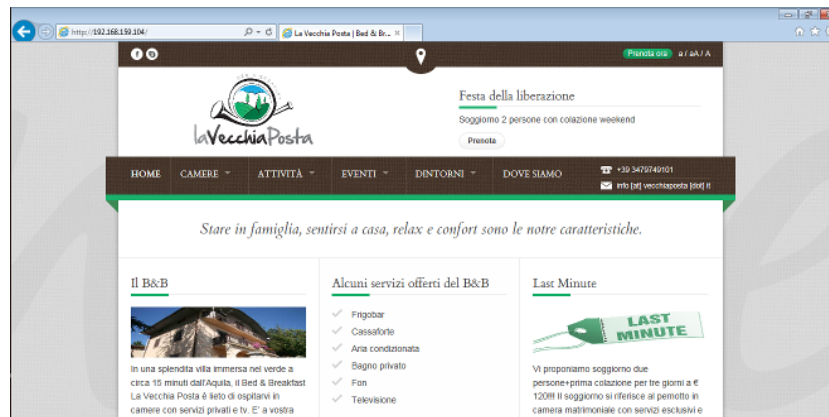 http://192.168.159.104/
La Vecchia Posta | Bed & Br...
Prenota ora a / aA / A
laVecchiaPosta
Festa della liberazione
Soggiorno 2 persone con colazione weekend
Prenota
HOME CAMERE ATTIVITÀ EVENTI DINTORNI DOVE SIAMO
+39 3479749101
info [at] vecchiaposta [dot] it
Stare in famiglia, sentirsi a casa, relax e confort sono le notre caratteristiche.
Il B&B
In una splendita villa immersa nel verde a
circa 15 minuti dall'Aquila, il Bed & Breakfast
La Vecchia Posta è lieto di ospitarvi in
camere con servizi privati e tv. E' a vostra
Alcuni servizi offerti del B&B
Frigobar
Cassaforte
Aria condizionata
Bagno privato
Fon
Televisione
Last Minute
LAST
MINUTE
Vi proponiamo soggiorno due
persone+prima colazione per tre giorni a €
120!!!! Il soggiorno si riferisce al pernotto in
camera matrimoniale con servizi esclusivi e